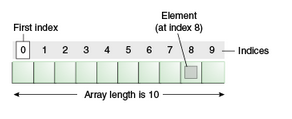 First index
Element
(at index 8)
0 1 2 3 4 5 6 7 8 9 Indices
Array length is 10